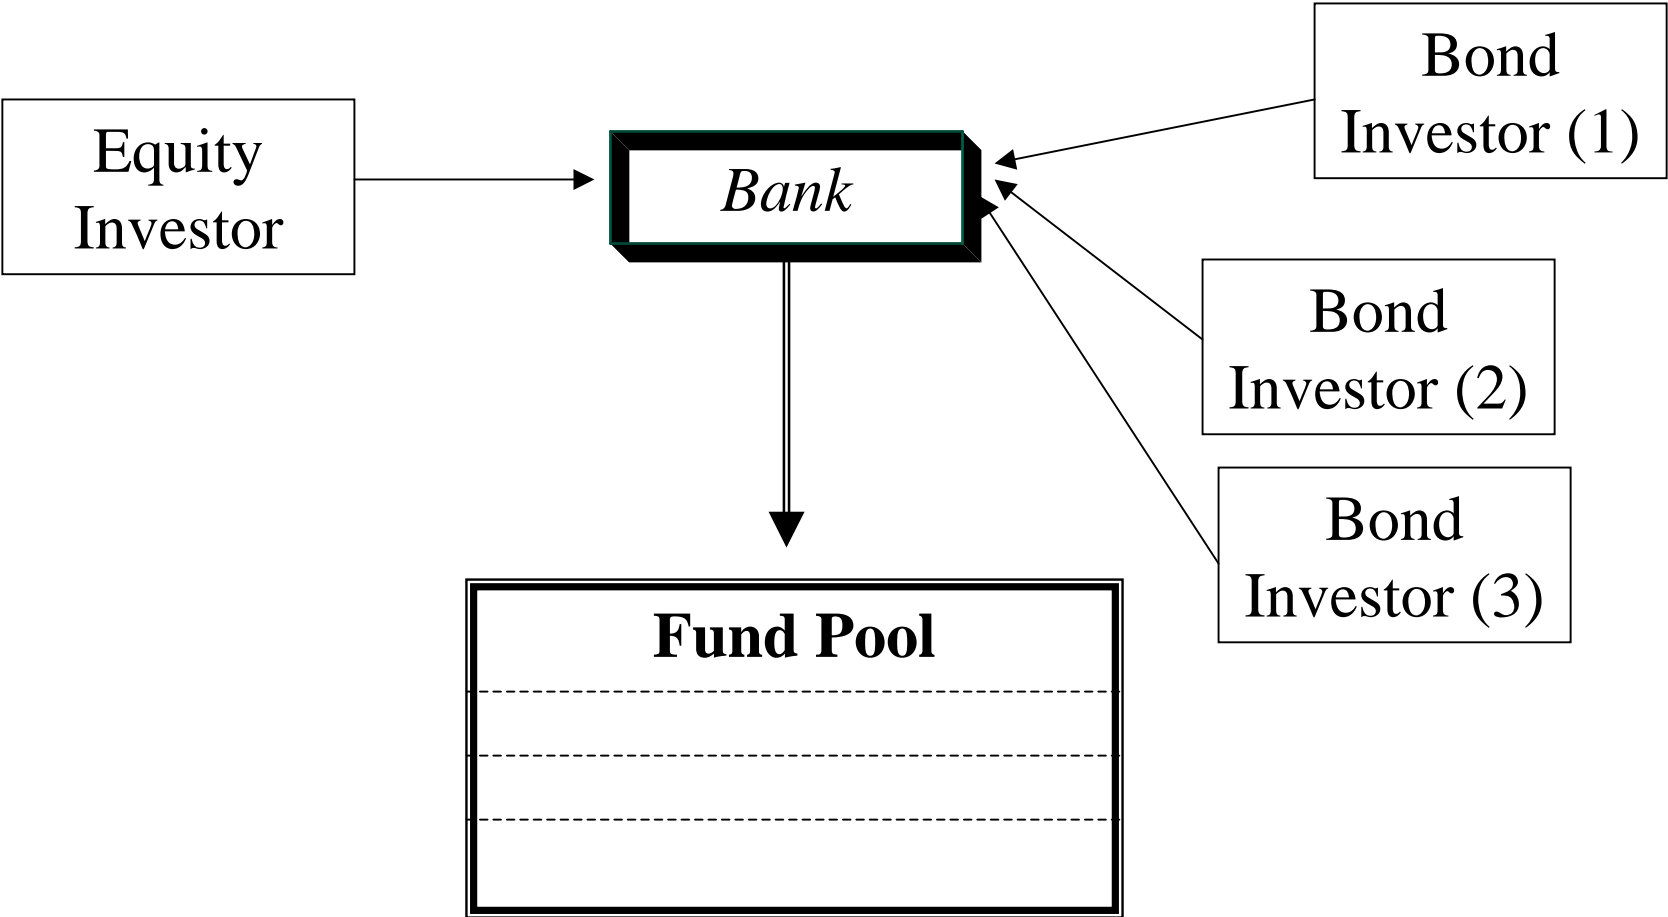 Equity
Investor
Bank
Bond
Investor (1)
Bond
Investor (2)
Bond
Investor (3)
Fund Pool